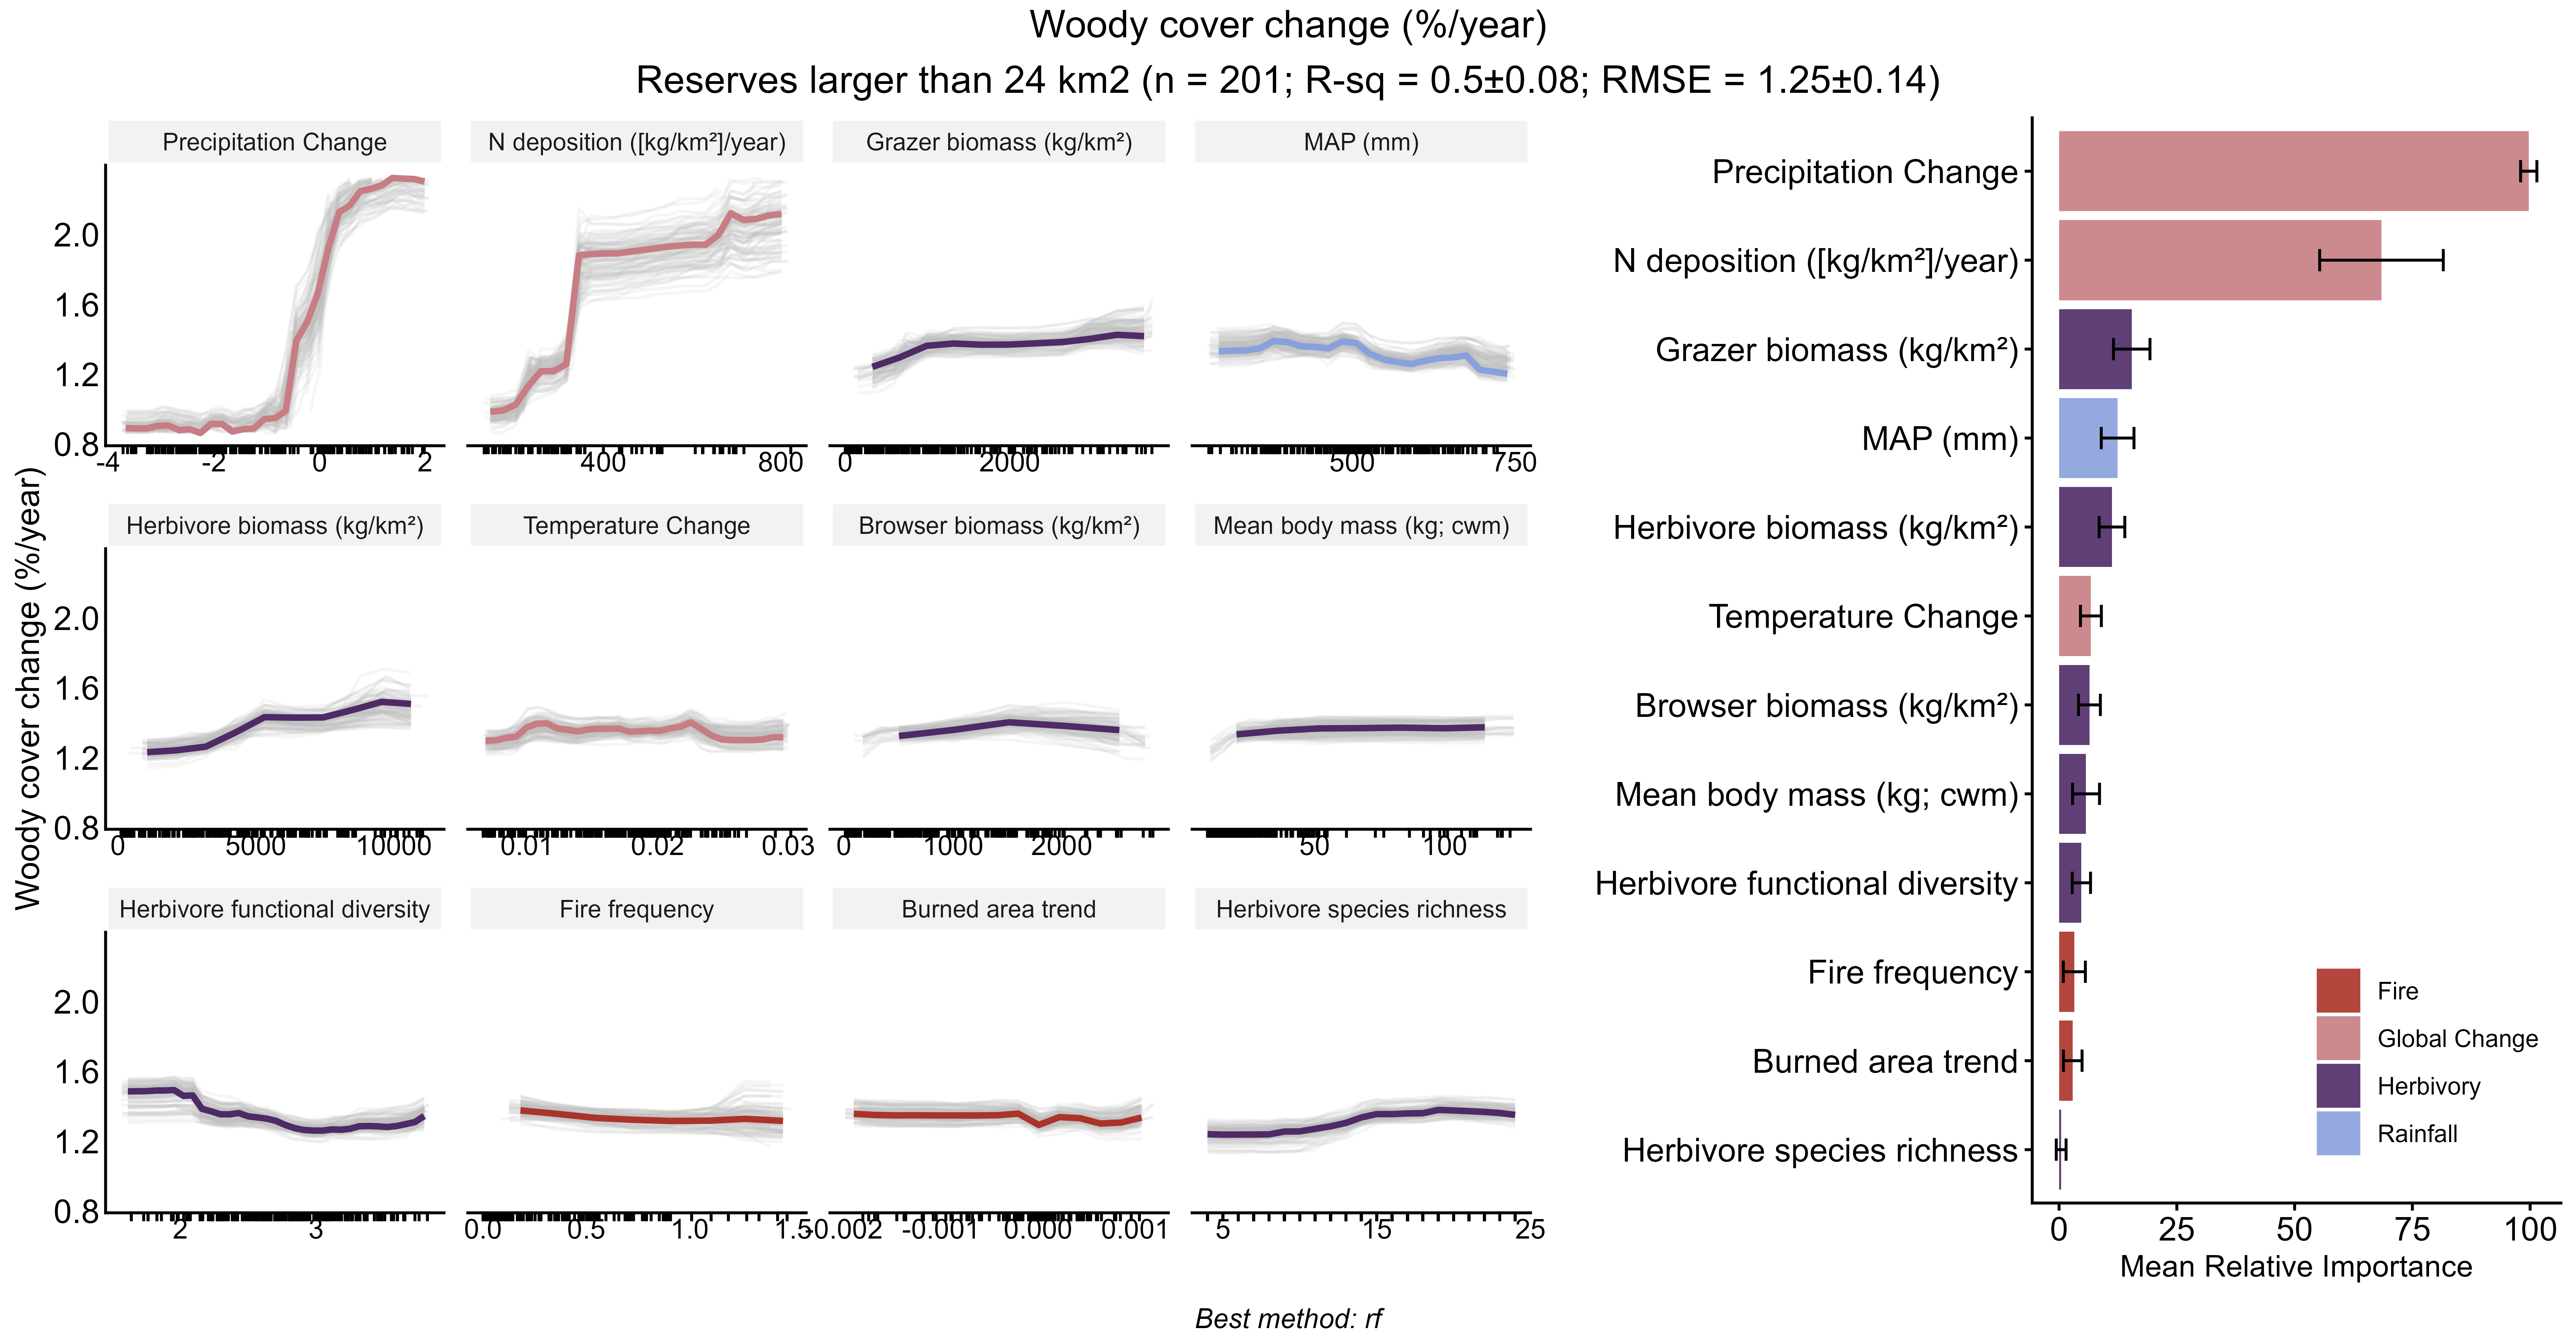 Woody cover change (%/year)
Reserves larger than 24 km2 (n = 201; R-sq = 0.5±0.08; RMSE = 1.25±0.14)
Woody cover change (%/year)
Precipitation Change
N deposition ([kg/km²]/year)
Grazer biomass (kg/km²)
MAP (mm)
2.0
1.6
1.2
0.8
-4 -2 0 2
400 800
0 2000
500 750
Herbivore biomass (kg/km²)
Temperature Change
Browser biomass (kg/km²)
Mean body mass (kg; cwm)
2.0
1.6
1.2
0.8
0 5000 10000
0.01 0.02 0.03
0 1000 2000
50 100
Herbivore functional diversity
Fire frequency
Burned area trend
Herbivore species richness
2.0
1.6
1.2
0.8
2 3
0.0 0.5 1.0 1.5
-0.002 -0.001 0.000 0.001
5 15 25
Best method: rf
Precipitation Change
N deposition ([kg/km²]/year)
Grazer biomass (kg/km²)
MAP (mm)
Herbivore biomass (kg/km²)
Temperature Change
Browser biomass (kg/km²)
Mean body mass (kg; cwm)
Herbivore functional diversity
Fire frequency
Burned area trend
Herbivore species richness
Fire
Global Change
Herbivory
Rainfall
0 25 50 75 100
Mean Relative Importance